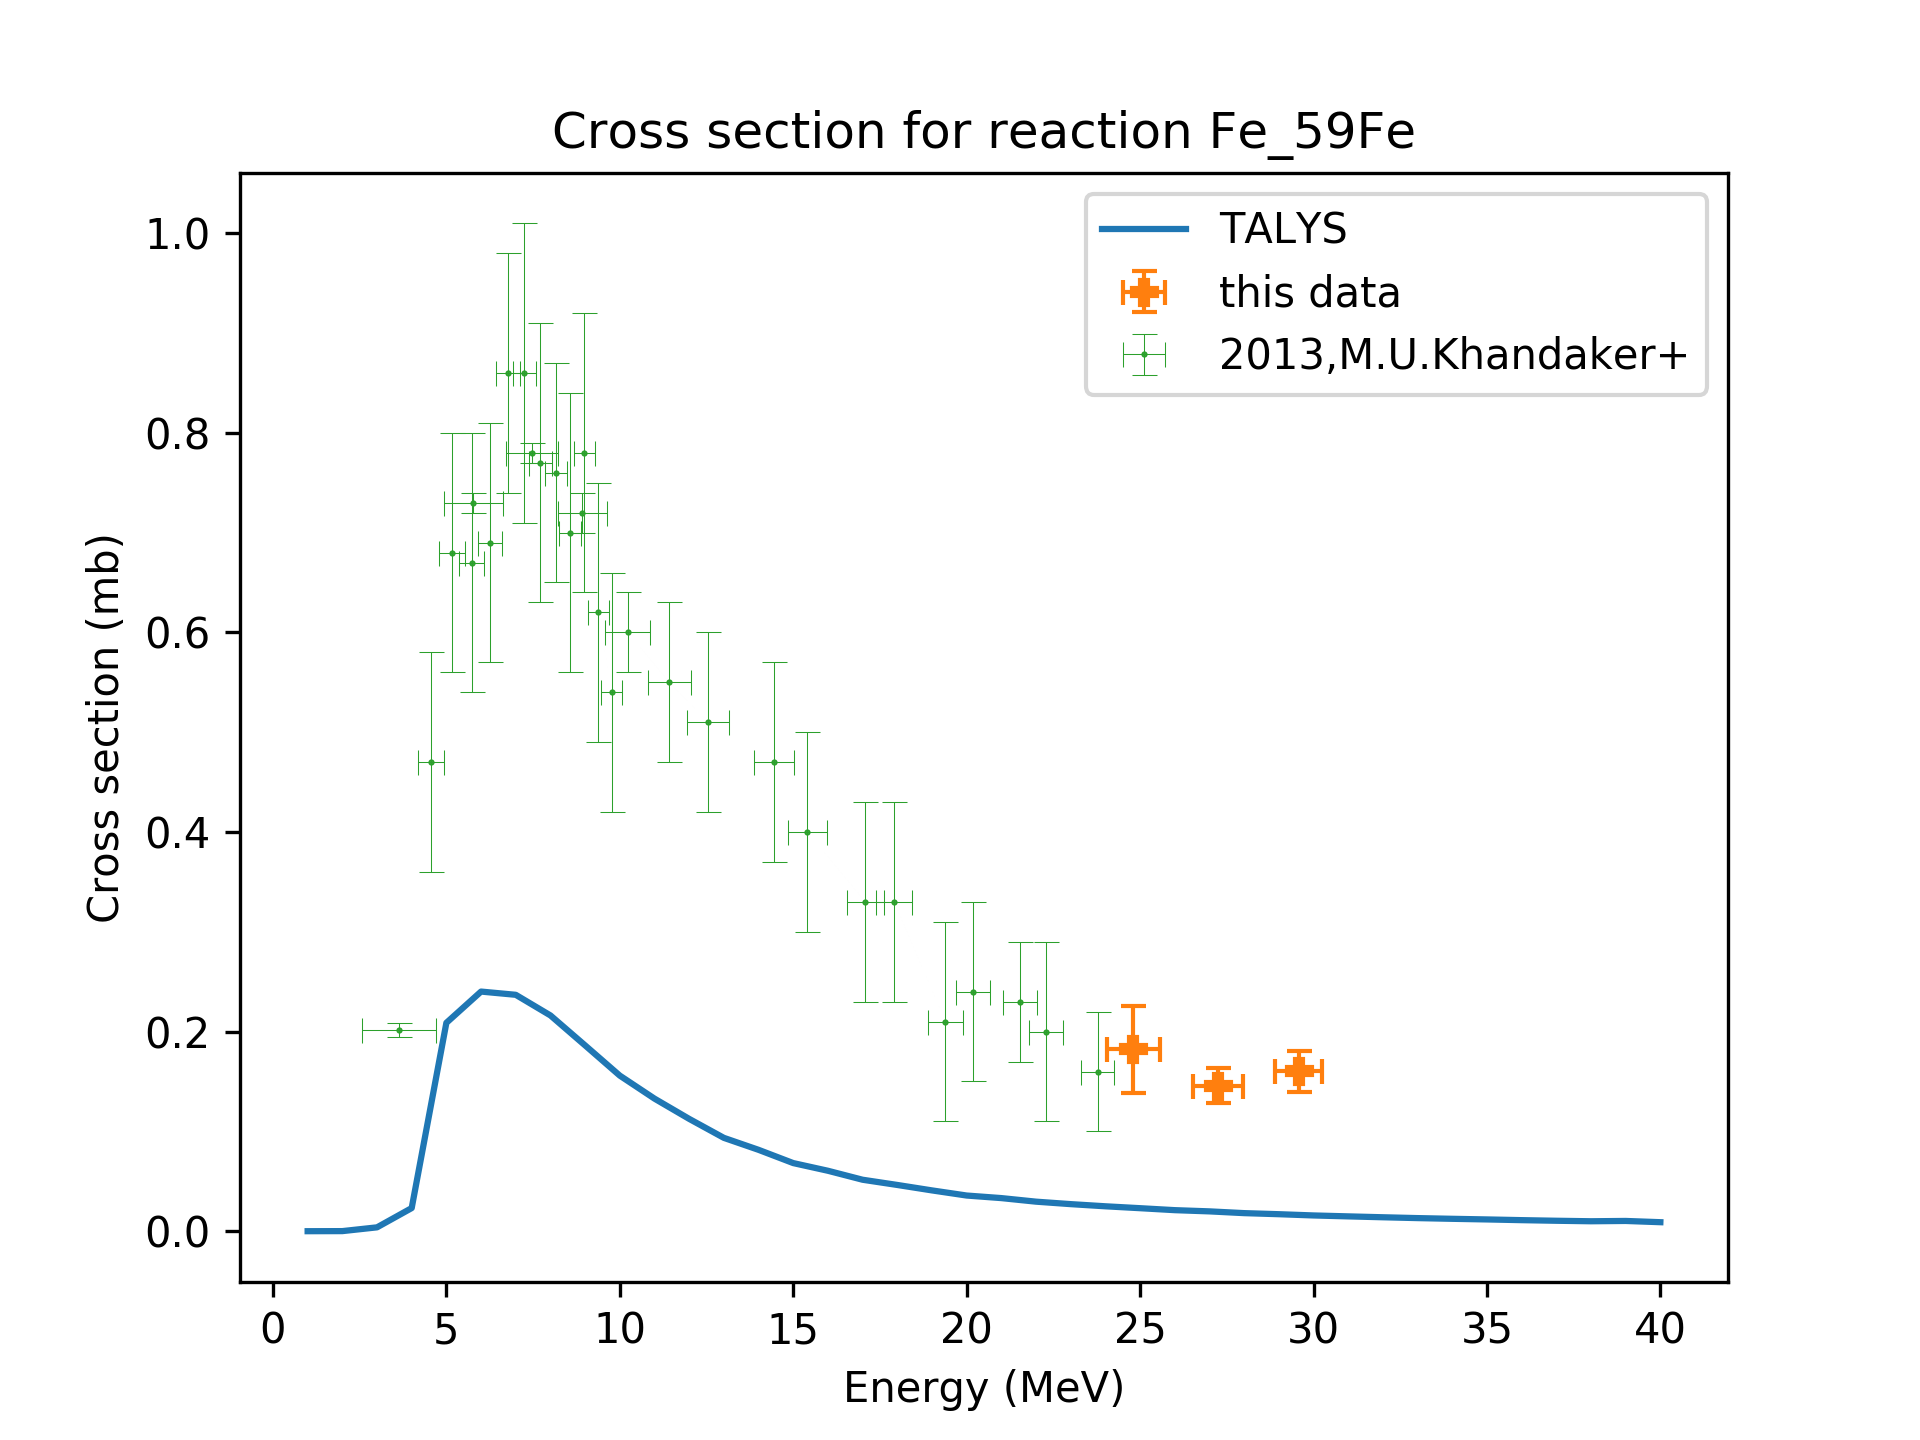 Cross section for reaction Fe_59Fe
TALYS
this data
2013,M.U.Khandaker+
1.0
0.8
0.6
0.4
0.2
0.0
Cross section (mb)
0 5 10 15 20 25 30 35 40
Energy (MeV)